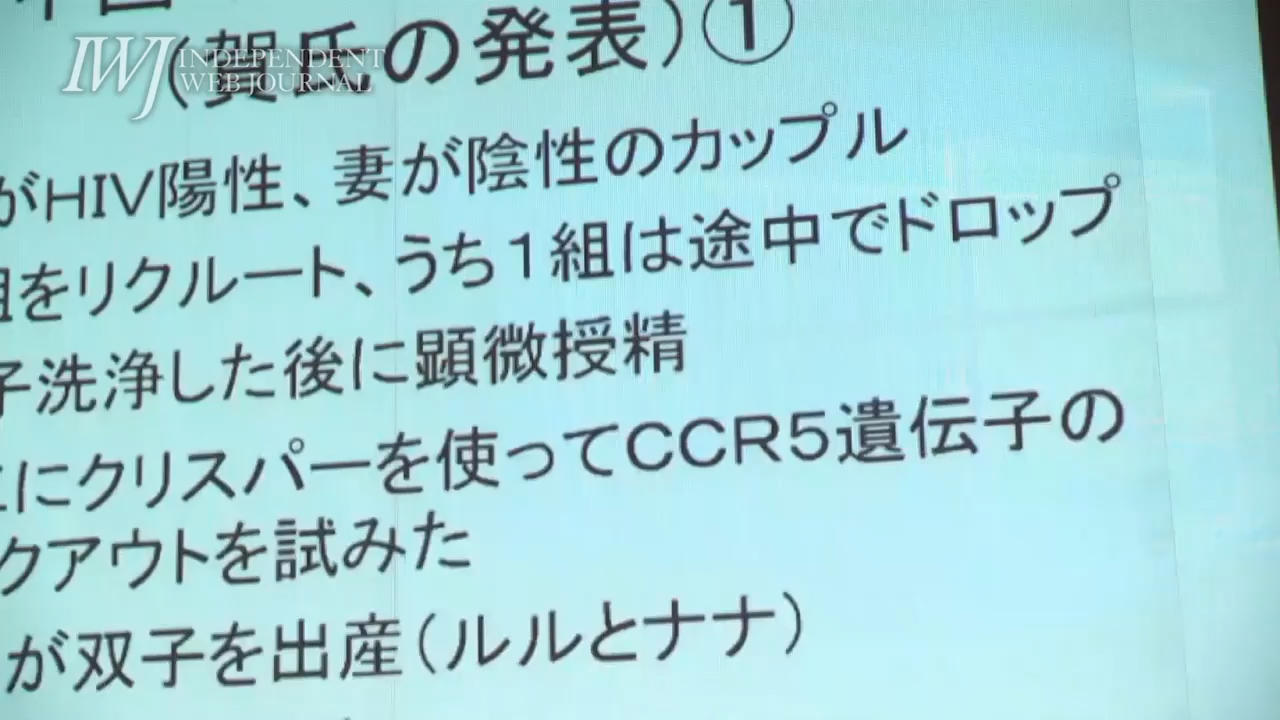 IWJ INDEPENDENT
WEB JOURNAL
(賀氏の発表)①
がHIV陽性、妻が陰性のカップル
組をリクルート、うち1組は途中でドロップ
子洗浄した後に顕微授精
にクリスパーを使ってCCR5遺伝子の
クアウトを試みた
が双子を出産(ルルとナナ)